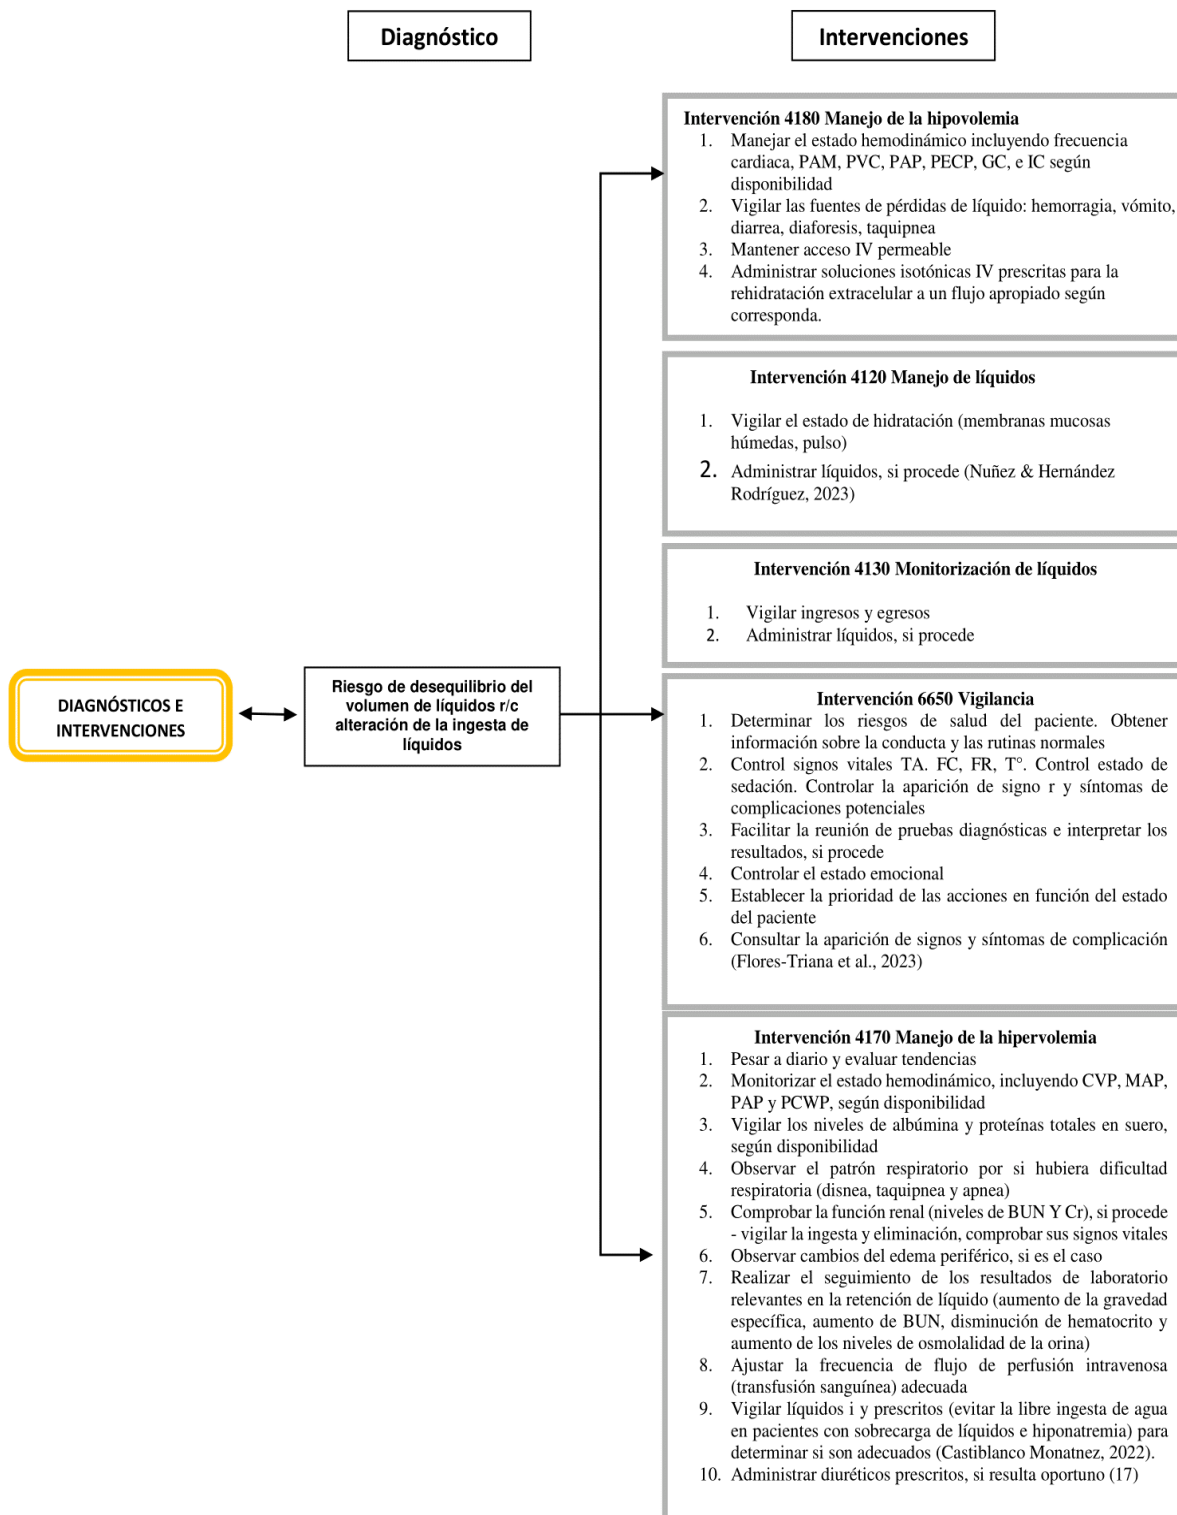 Diagnóstico
Intervenciones
Intervención 4180 Manejo de la hipovolemia
1. Manejar el estado hemodinámico incluyendo frecuencia
cardiaca, PAM, PVC, PAP, PECP, GC, e IC según
disponibilidad
2. Vigilar las fuentes de pérdidas de líquido: hemorragia, vómito,
diarrea, diaforesis, taquipnea
3. Mantener acceso IV permeable
4. Administrar soluciones isotónicas IV prescritas para la
rehidratación extracelular a un flujo apropiado según
corresponda.
Intervención 4120 Manejo de líquidos
1. Vigilar el estado de hidratación (membranas mucosas
húmedas, pulso)
2. Administrar líquidos, si procede (Nuñez & Hernández
Rodríguez, 2023)
Intervención 4130 Monitorización de líquidos
1. Vigilar ingresos y egresos
2. Administrar líquidos, si procede
DIAGNÓSTICOS E
INTERVENCIONES
Riesgo de desequilibrio del
volumen de líquidos r/c
alteración de la ingesta de
líquidos
Intervención 6650 Vigilancia
1. Determinar los riesgos de salud del paciente. Obtener
información sobre la conducta y las rutinas normales
2. Control signos vitales TA. FC, FR, T°. Control estado de
sedación. Controlar la aparición de signo r y síntomas de
complicaciones potenciales
3. Facilitar la reunión de pruebas diagnósticas e interpretar los
resultados, si procede
4. Controlar el estado emocional
5. Establecer la prioridad de las acciones en función del estado
del paciente
6. Consultar la aparición de signos y síntomas de complicación
(Flores-Triana et al., 2023)
Intervención 4170 Manejo de la hipervolemia
1. Pesar a diario y evaluar tendencias
2. Monitorizar el estado hemodinámico, incluyendo CVP, MAP,
PAP y PCWP, según disponibilidad
3. Vigilar los niveles de albúmina y proteínas totales en suero,
según disponibilidad
4. Observar el patrón respiratorio por si hubiera dificultad
respiratoria (disnea, taquipnea y apnea)
5. Comprobar la función renal (niveles de BUN Y Cr), si procede
- vigilar la ingesta y eliminación, comprobar sus signos vitales
6. Observar cambios del edema periférico, si es el caso
7. Realizar el seguimiento de los resultados de laboratorio
relevantes en la retención de líquido (aumento de la gravedad
específica, aumento de BUN, disminución de hematocrito y
aumento de los niveles de osmolalidad de la orina)
8. Ajustar la frecuencia de flujo de perfusión intravenosa
(transfusión sanguínea) adecuada
9. Vigilar líquidos i y prescritos (evitar la libre ingesta de agua
en pacientes con sobrecarga de líquidos e hiponatremia) para
determinar si son adecuados (Castiblanco Monatnez, 2022).
10. Administrar diuréticos prescritos, si resulta oportuno (17)